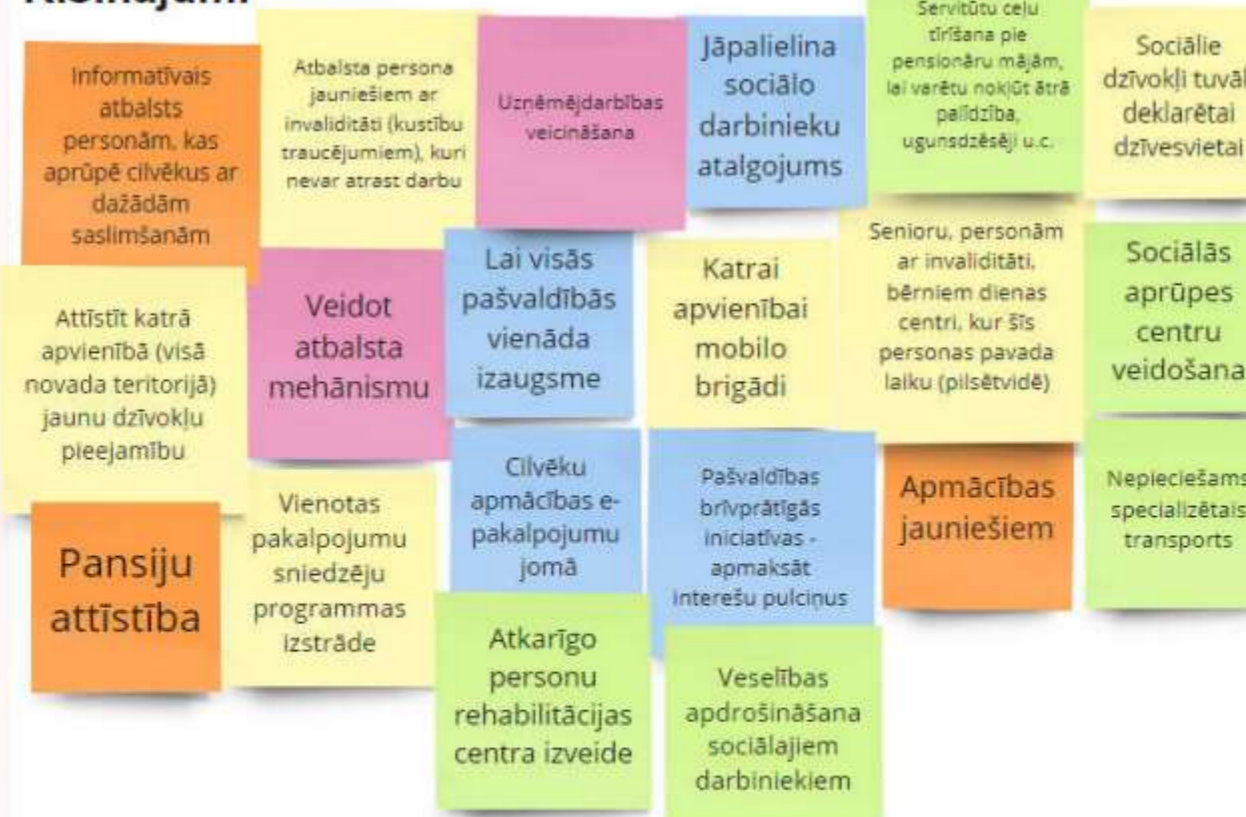 Informatīvais
atbalsts
personām, kas
aprūpē cilvēkus ar
dažādām
saslimšanām
Atbalsta persona
jauniešiem ar
invaliditāti (kustību
traucējumiem), kuri
nevar atrast darbu
Uzņēmējdarbības
veicināšana
Jāpalielina
sociālo
darbinieku
atalgojums
Servitūtu ceļu
tīrīšana pie
pensionāru mājām,
lai varētu nokļūt ātrā
palīdzība,
ugunsdzēsēji u.c.
Sociālie
dzīvokļi tuvāk
deklarētai
dzīvesvietai
Attīstīt katrā
apvienībā (visā
novada teritorijā)
jaunu dzīvokļu
pieejamību
Veidot
atbalsta
mehānismu
Lai visās
pašvaldībās
vienāda
izaugsme
Katrai
apvienībai
mobilo
brigādi
Senioru, personām
ar invaliditāti,
bērniem dienas
centri, kur šīs
personas pavada
laiku (pilsētvidē)
Sociālās
aprūpes
centru
veidošana
Pansiju
attīstība
Vienotas
pakalpojumu
sniedzēju
programmas
izstrāde
Cilvēku
apmācības e-
pakalpojumu
jomā
Pašvaldības
brīvprātīgās
iniciatīvas -
apmaksāt
interešu pulciņus
Apmācības
jauniešiem
Nepieciešams
specializētais
transports
Atkarīgo
personu
rehabilitācijas
centra izveide
Veselības
apdrošināšana
sociālajiem
darbiniekiem